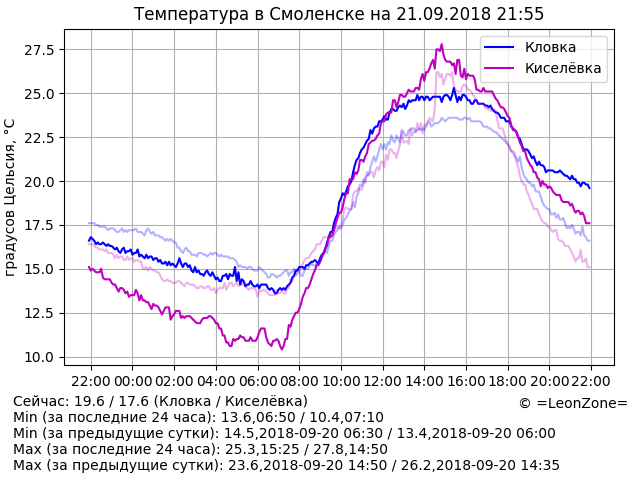 Температура в Смоленске на 21.09.2018 21:55
Кловка
Киселёвка
градусов Цельсия, °C
27.5
25.0
22.5
20.0
17.5
15.0
12.5
10.0
22:00 00:00 02:00 04:00 06:00 08:00 10:00 12:00 14:00 16:00 18:00 20:00 22:00
Сейчас: 19.6 / 17.6 (Кловка / Киселёвка)
© =LeonZone=
Min (за последние 24 часа): 13.6,06:50 / 10.4,07:10
Min (за предыдущие сутки): 14.5,2018-09-20 06:30 / 13.4,2018-09-20 06:00
Max (за последние 24 часа): 25.3,15:25 / 27.8,14:50
Max (за предыдущие сутки): 23.6,2018-09-20 14:50 / 26.2,2018-09-20 14:35